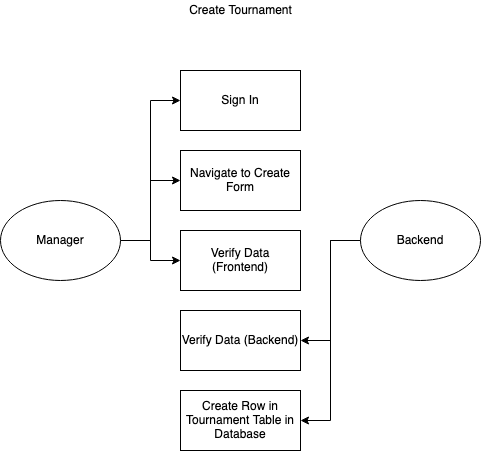 Create Tournament
Sign In
Navigate to Create
Form
Manager
Verify Data
(Frontend)
Backend
Verify Data (Backend)
Create Row in
Tournament Table in
Database